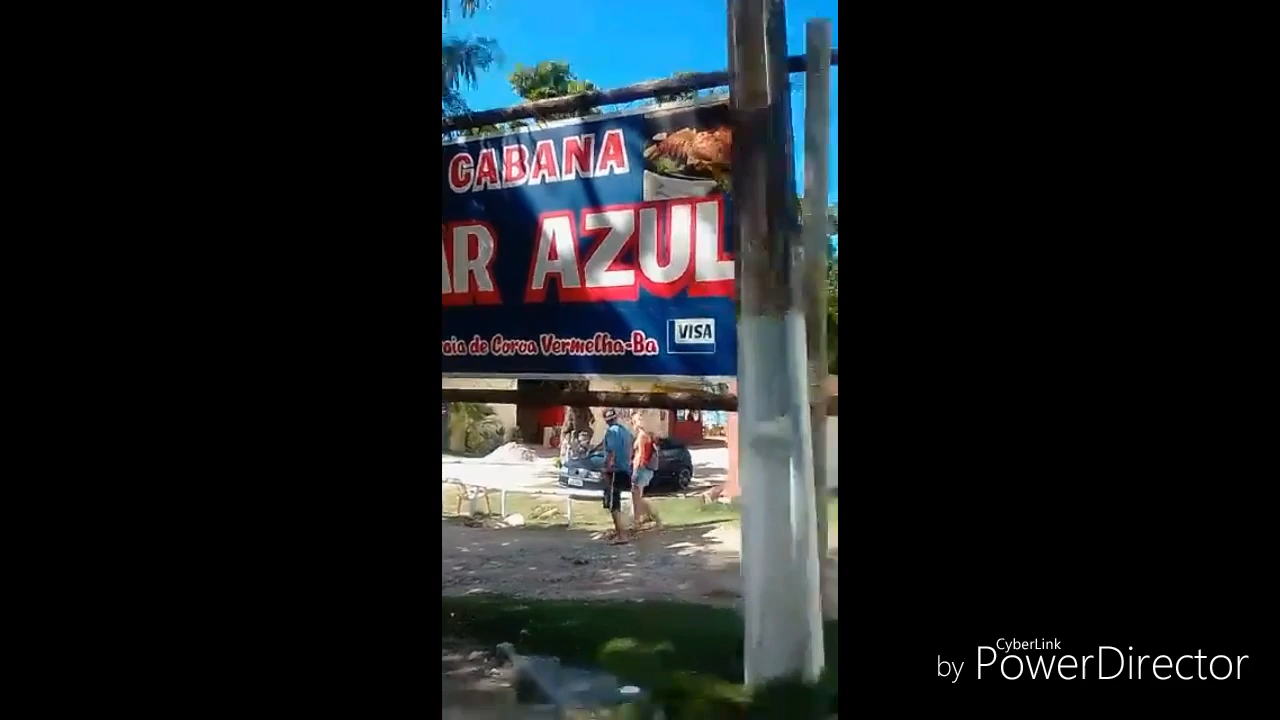 CABANA
AR AZUL
aia de Coroa Vermelha-Ba
VISA
CyberLink
by PowerDirector